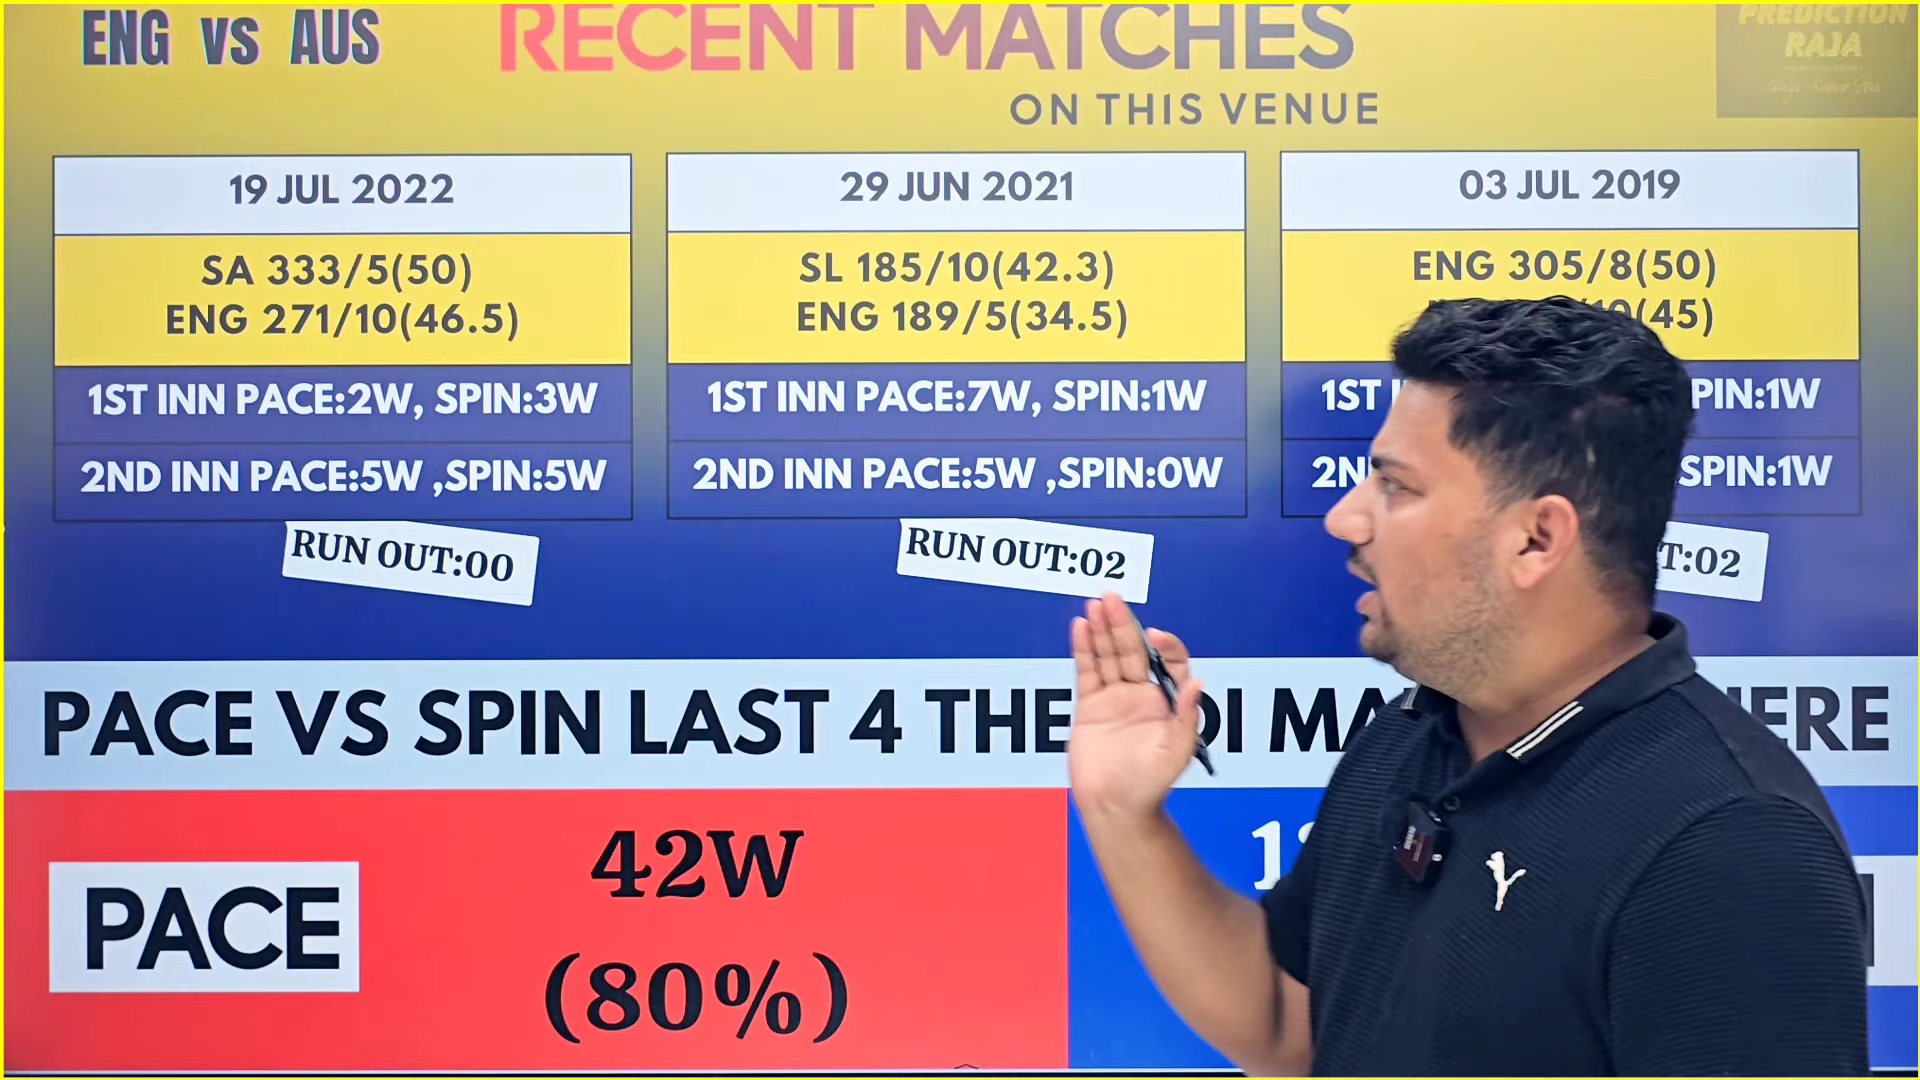 ENG vs AUS
RECENT MATCHES
ON THIS VENUE
PREDICTION
RAJA
19 JUL 2022
SA 333/5(50)
ENG 271/10(46.5)
1ST INN PACE:2W, SPIN:3W
2ND INN PACE:5W ,SPIN:5W
RUN OUT:00
29 JUN 2021
SL 185/10(42.3)
ENG 189/5(34.5)
1ST INN PACE:7W, SPIN:1W
2ND INN PACE:5W ,SPIN:0W
RUN OUT:02
03 JUL 2019
ENG 305/8(50)
(45)
1ST SPIN:1W
SPIN:1W
:02
PACE VS SPIN LAST 4 THE
PACE
42W
(80%)